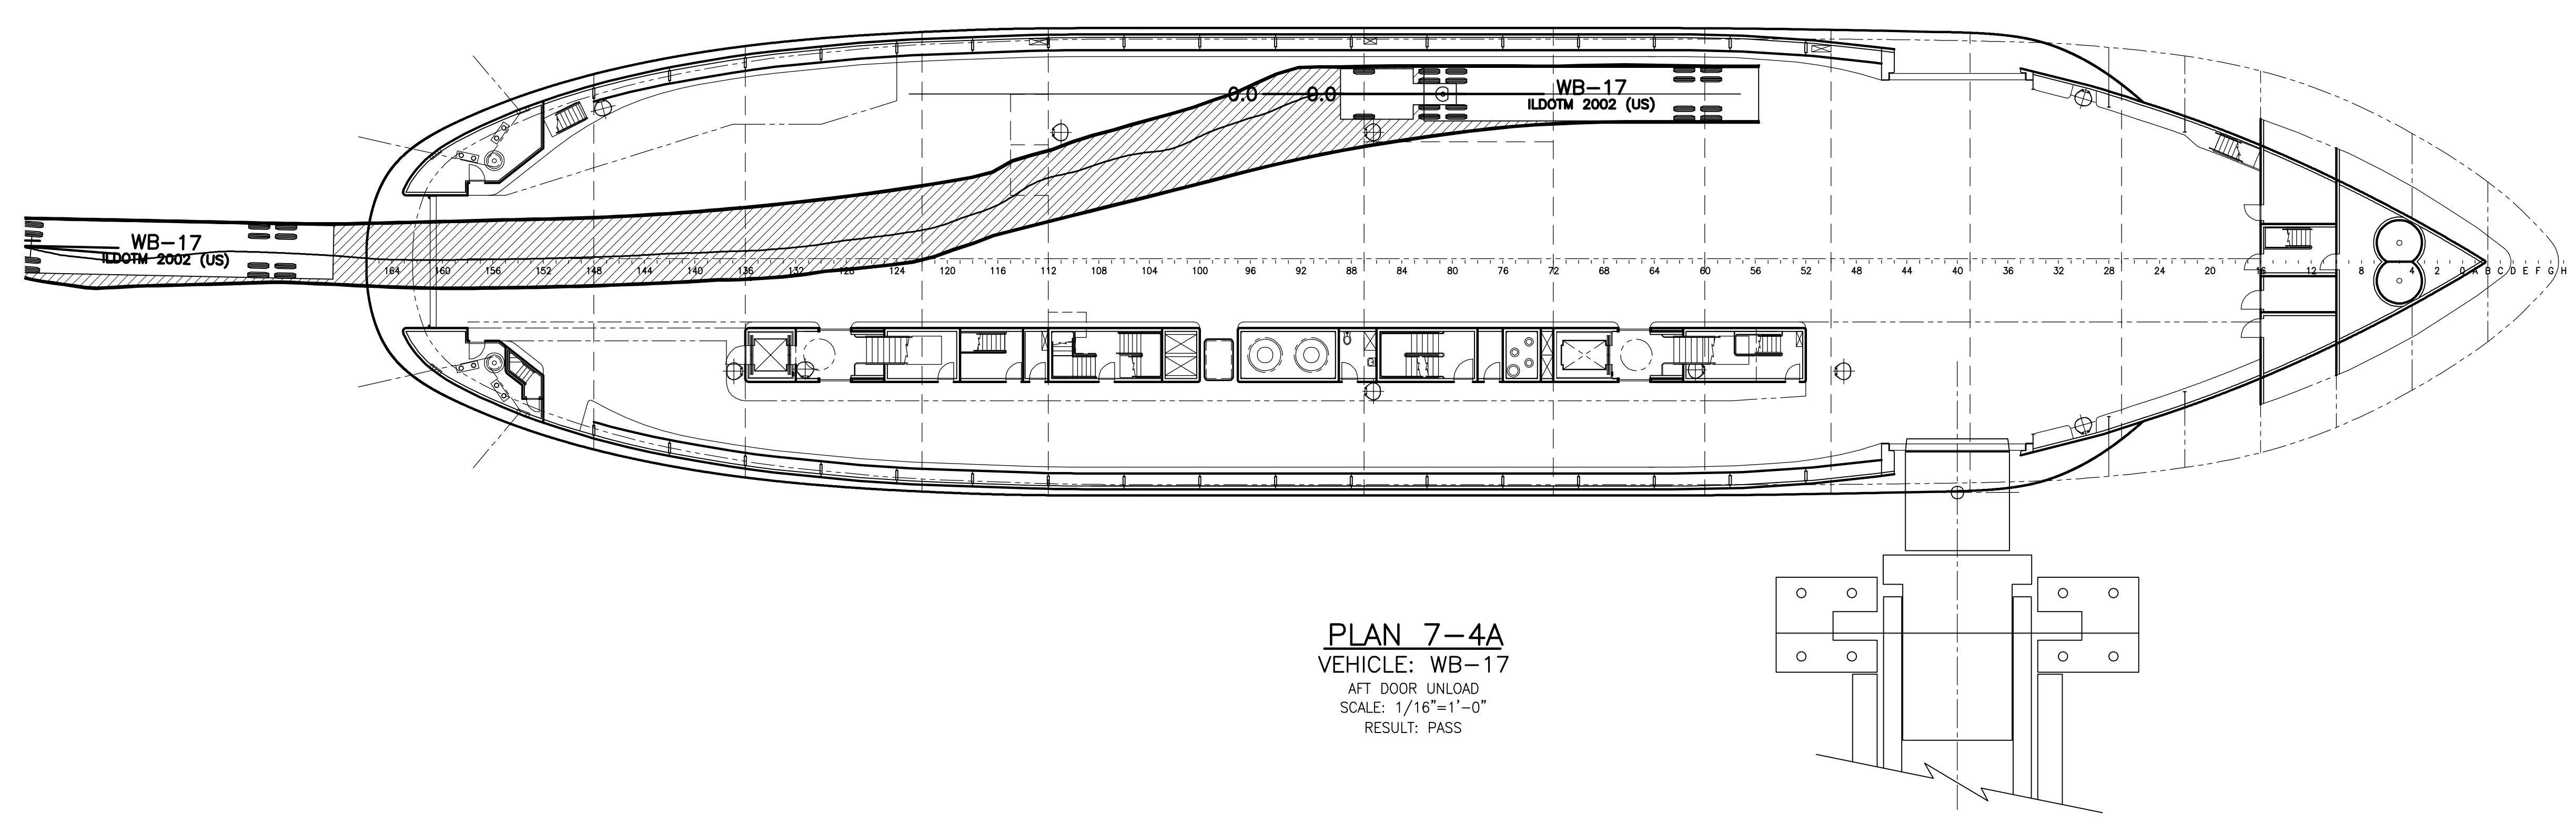 0.0 0.0 WB-17
ILDOTM 2002 (US)
WB-17
ILDOTM 2002 (US)
164 160 156 152 148 144 140 136 132 128 124 120 116 112 108 104 100 96 92 88 84 80 76 72 68 64 60 56 52 48 44 40 36 32 28 24 20 16 12 8 4 2 0 A B C D E F G H
PLAN 7-4A
VEHICLE: WB-17
AFT DOOR UNLOAD
SCALE: 1/16"=1'-0"
RESULT: PASS